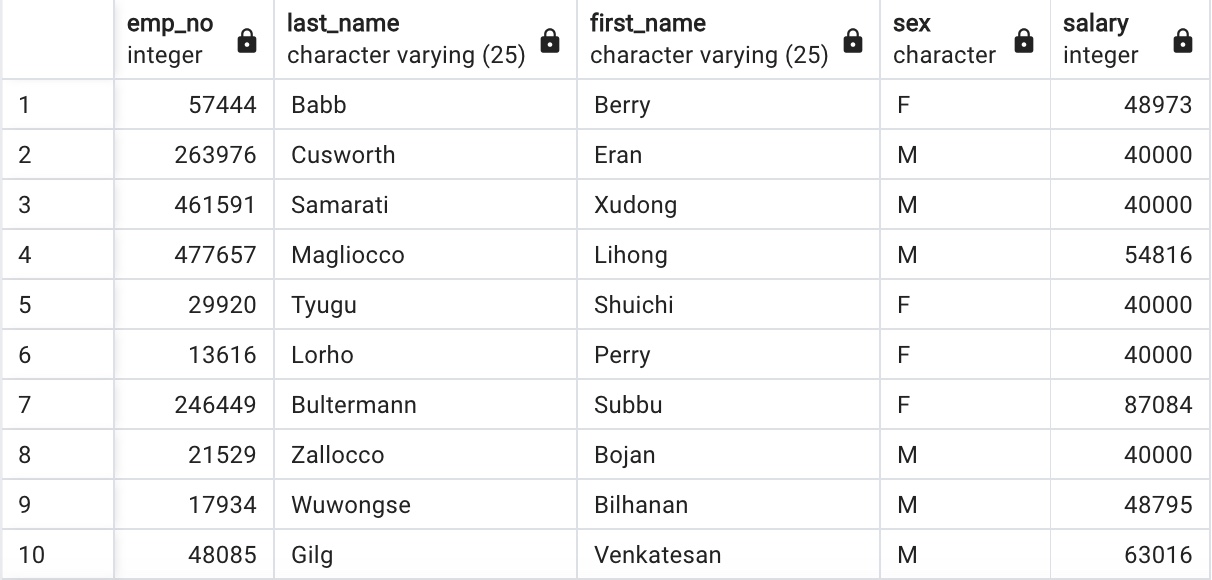 emp_no last_name first_name sex salary
integer character varying (25) character varying (25) character integer
1 57444 Babb Berry F 48973
2 263976 Cusworth Eran M 40000
3 461591 Samarati Xudong M 40000
4 477657 Magliocco Lihong M 54816
5 29920 Tyugu Shuichi F 40000
6 13616 Lorho Perry F 40000
7 246449 Bultermann Subbu F 87084
8 21529 Zallocco Bojan M 40000
9 17934 Wuwongse Bilhanan M 48795
10 48085 Gilg Venkatesan M 63016